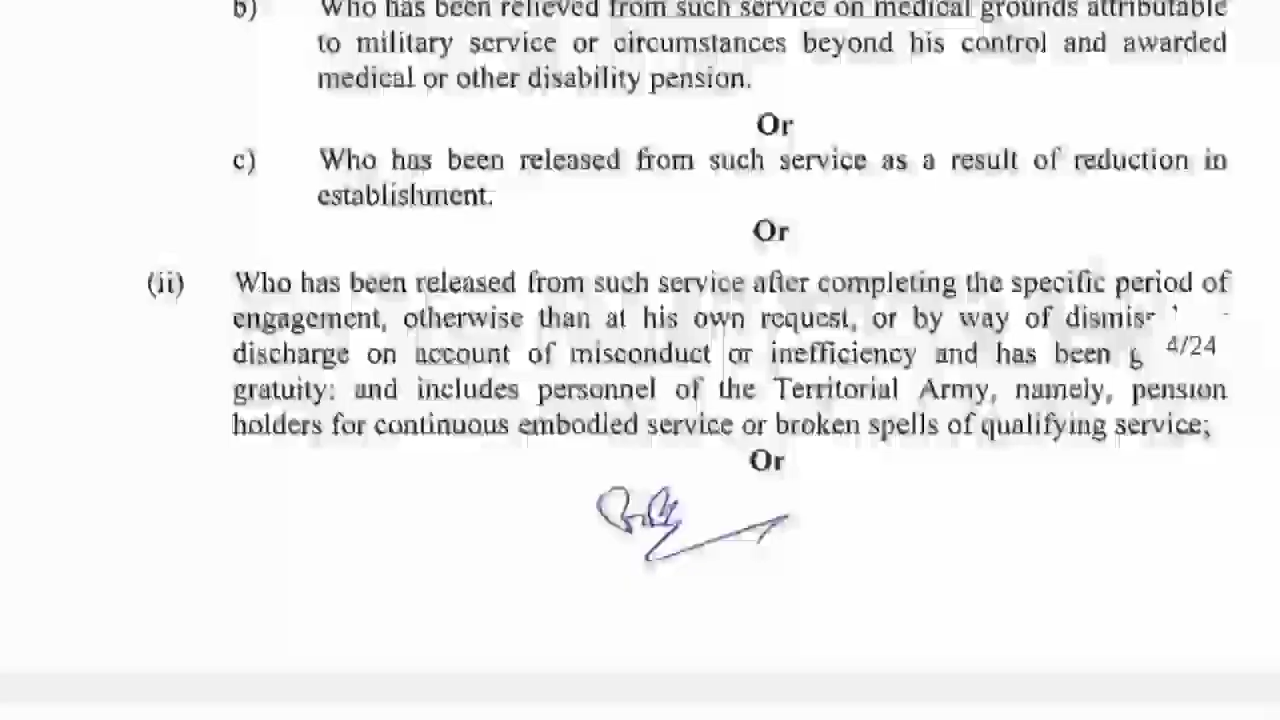 b) Who has been relieved from such service on medical grounds attributable
to military service or circumstances beyond his control and awarded
medical or other disability pension.
Or
c) Who has been released from such service as a result of reduction in
establishment.
Or
(ii) Who has been released from such service after completing the specific period of
engagement, otherwise than at his own request, or by way of
discharge on account of misconduct or inefficiency and has been
4/24
gratuity: and includes personnel of the Territorial Army, namely, pension
holders for continuous embodied service or broken spells of qualifying service;
Or